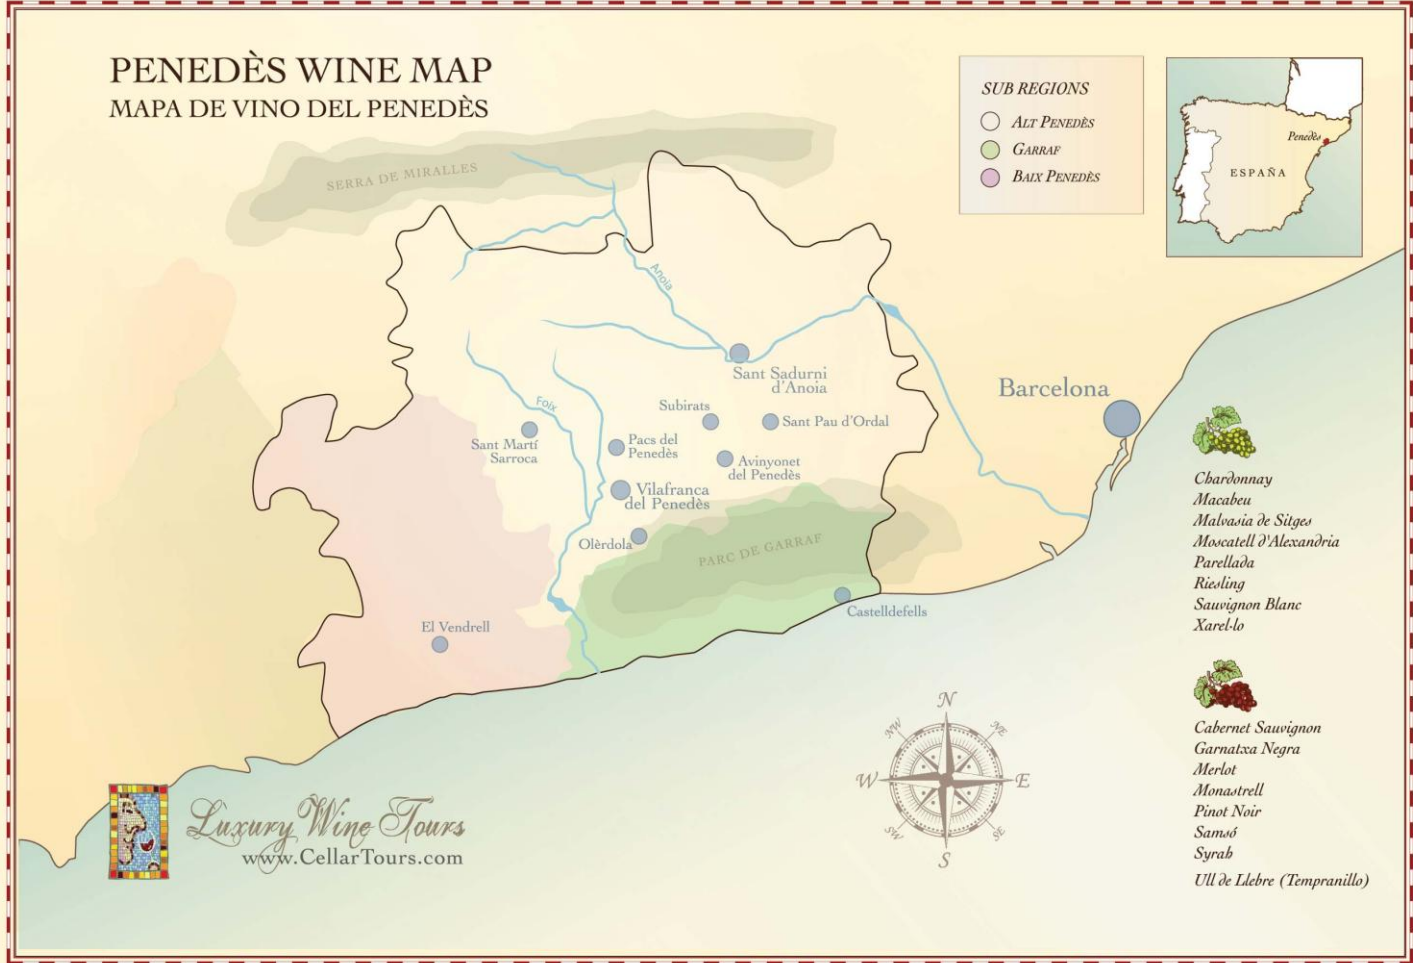 PENEDÈS WINE MAP
MAPA DE VINO DEL PENEDÈS
SUB REGIONS
ALT PENEDÈS
GARRAF
BAIX PENEDÈS
Penedès
ESPAÑA
SERRA DE MIRALLES
Anoia
Sant Sadurni
d'Anoia
Barcelona
Foix
Subirats
Sant Pau d'Ordal
Sant Martí
Sarroca
Pacs del
Penedès
Avinyonet
del Penedès
Vilafranca
del Penedès
Olèrdola
PARC DE GARRAF
Castelldefells
El Vendrell
Chardonnay
Macabeu
Malvasia de Sitges
Moscatell d'Alexandria
Parellada
Riesling
Sauvignon Blanc
Xarel·lo
Cabernet Sauvignon
Garnatxa Negra
Merlot
Monastrell
Pinot Noir
Samsó
Syrah
Ull de Llebre (Tempranillo)
N
NW
NE
W
E
SW
SE
S
Luxury Wine Tours
www.CellarTours.com